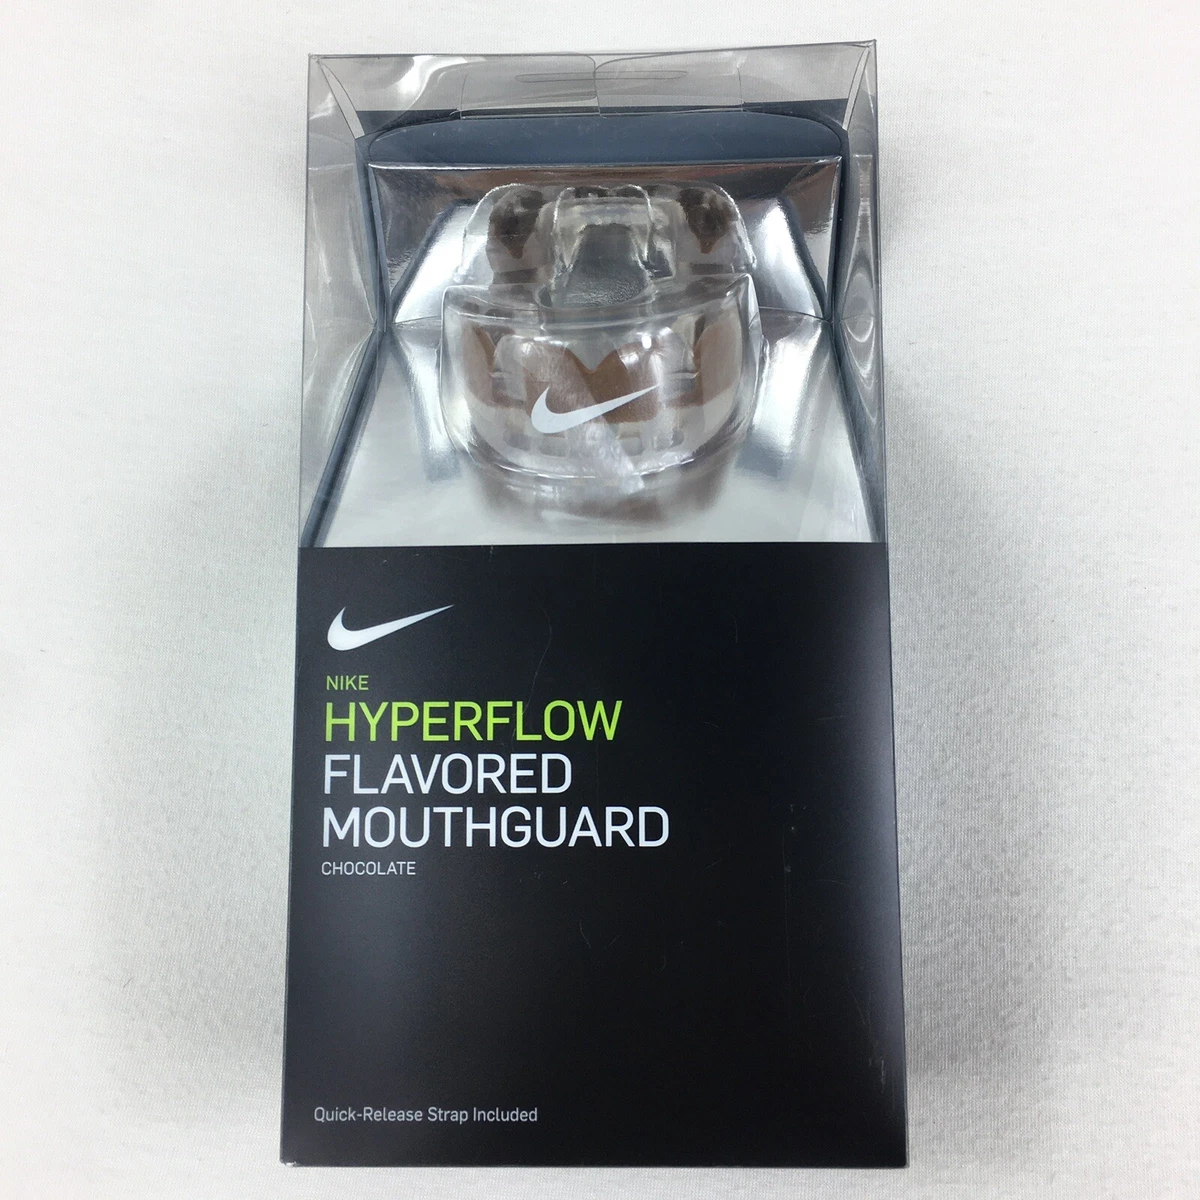 NIKE
HYPERFLOW
FLAVORED
MOUTHGUARD
CHOCOLATE
Quick-Release Strap Included